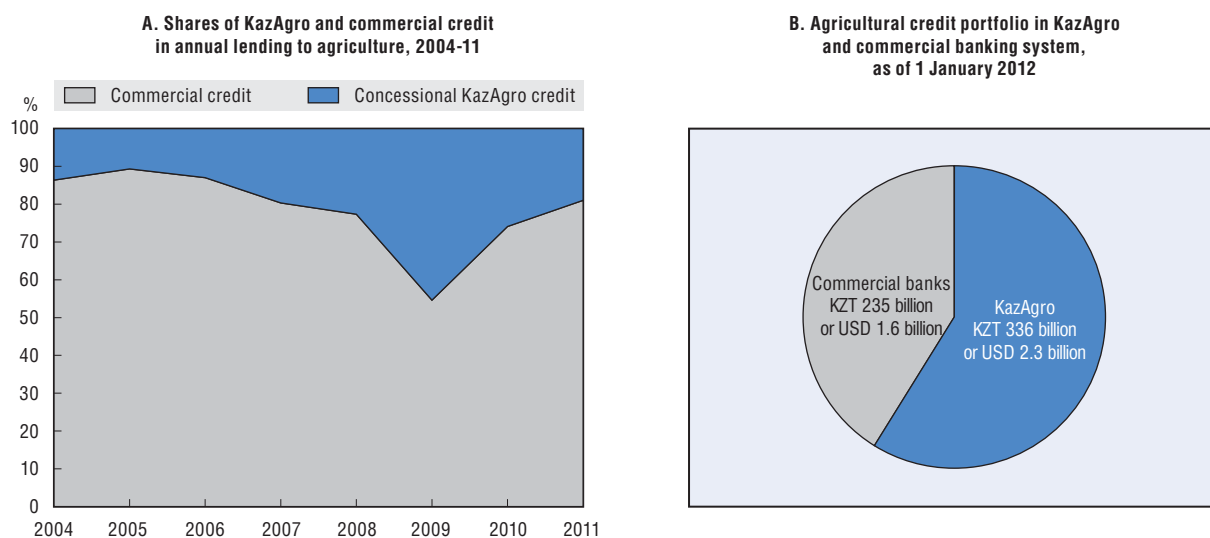 A. Shares of KazAgro and commercial credit
in annual lending to agriculture, 2004-11
%
Commercial credit
Concessional KazAgro credit
100
90
80
70
60
50
40
30
20
10
0
2004 2005 2006 2007 2008 2009 2010 2011
B. Agricultural credit portfolio in KazAgro
and commercial banking system,
as of 1 January 2012
Commercial banks
KZT 235 billion
or USD 1.6 billion
KazAgro
KZT 336 billion
or USD 2.3 billion